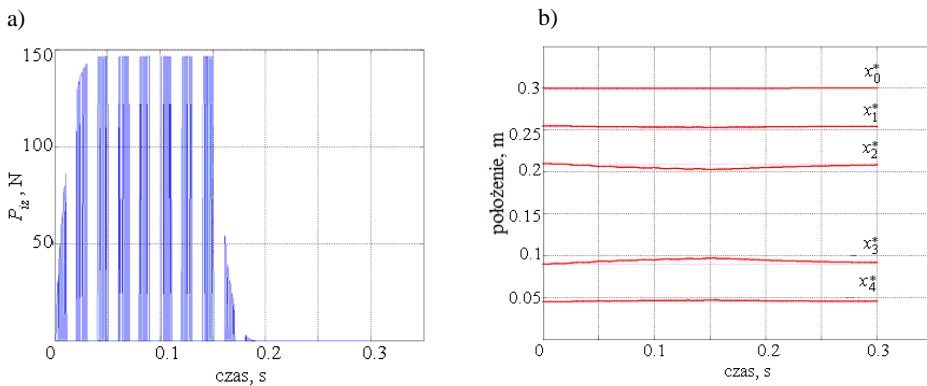 a)
150
100
50
P_iz, N
0
0.1
0.2
0.3
czas, s
b)
0.3
0.25
0.2
0.15
0.1
0.05
położenie, m
x*_0
x*_1
x*_2
x*_3
x*_4
0
0.1
0.2
0.3
czas, s